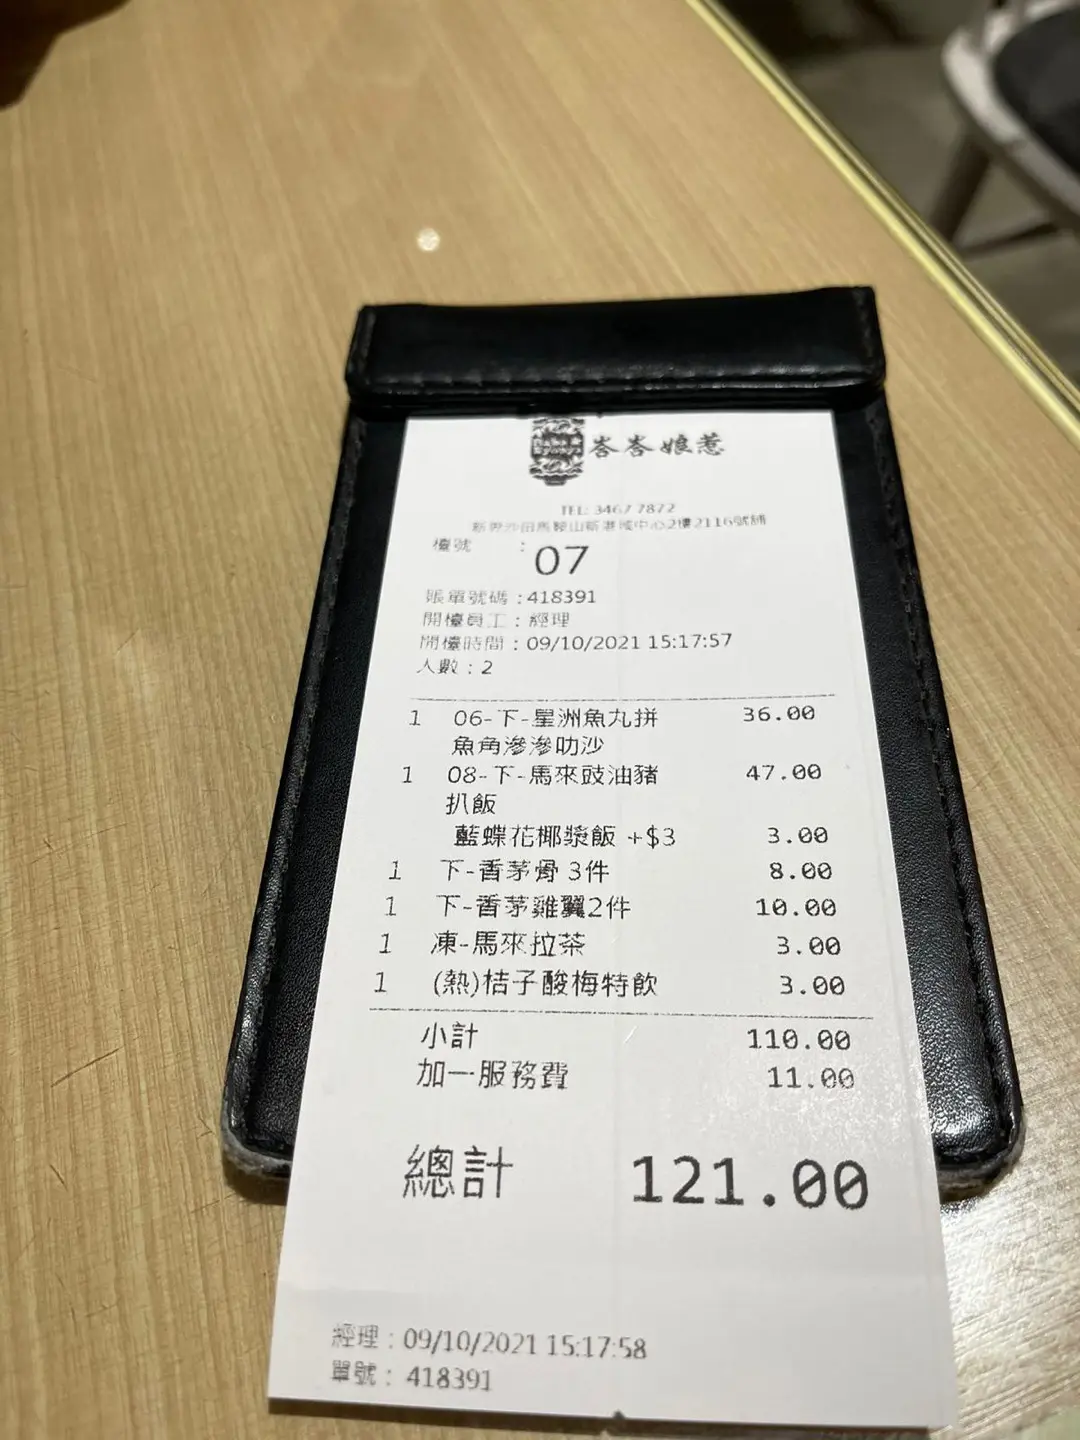 峇峇娘惹
TEL: 3467 7872
新界沙田馬鞍山新港城中心2樓2116號舖
檯號 : 07
賬單號碼 : 418391
開檯員工 : 經理
開檯時間 : 09/10/2021 15:17:57
人數 : 2
1 06-下-星洲魚丸拼 36.00
魚角滲滲叻沙
1 08-下-馬來豉油豬 47.00
扒飯
藍蝶花椰漿飯 +$3 3.00
1 下-香茅骨 3件 8.00
1 下-香茅雞翼2件 10.00
1 凍-馬來拉茶 3.00
1 (熱)桔子酸梅特飲 3.00
小計 110.00
加一服務費 11.00
總計 121.00
經理 : 09/10/2021 15:17:58
單號 : 418391